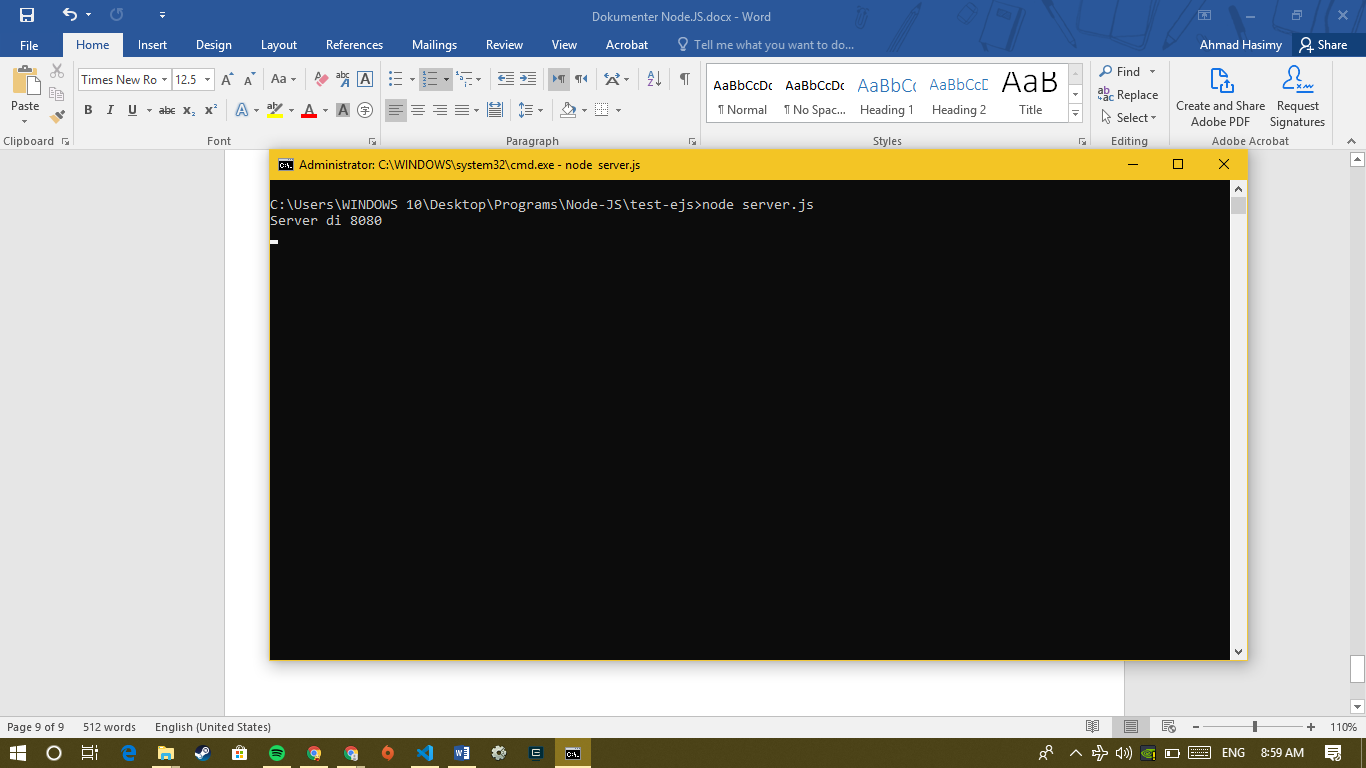 Dokumenter Node.JS.docx - Word
File Home Insert Design Layout References Mailings Review View Acrobat Tell me what you want to do... Ahmad Hasimy Share
Paste
Clipboard
Times New Ro 12.5
Font
Paragraph
AaBbCcDc ¶ Normal
AaBbCcDc ¶ No Spac...
AaBbCc Heading 1
AaBbCcD Heading 2
AaB Title
Styles
Find
Replace
Select
Editing
Create and Share
Adobe PDF
Request
Signatures
Adobe Acrobat
Administrator: C:\WINDOWS\system32\cmd.exe - node server.js
C:\Users\WINDOWS 10\Desktop\Programs\Node-JS\test-ejs>node server.js
Server di 8080
Page 9 of 9 512 words English (United States) 110%
ENG 8:59 AM